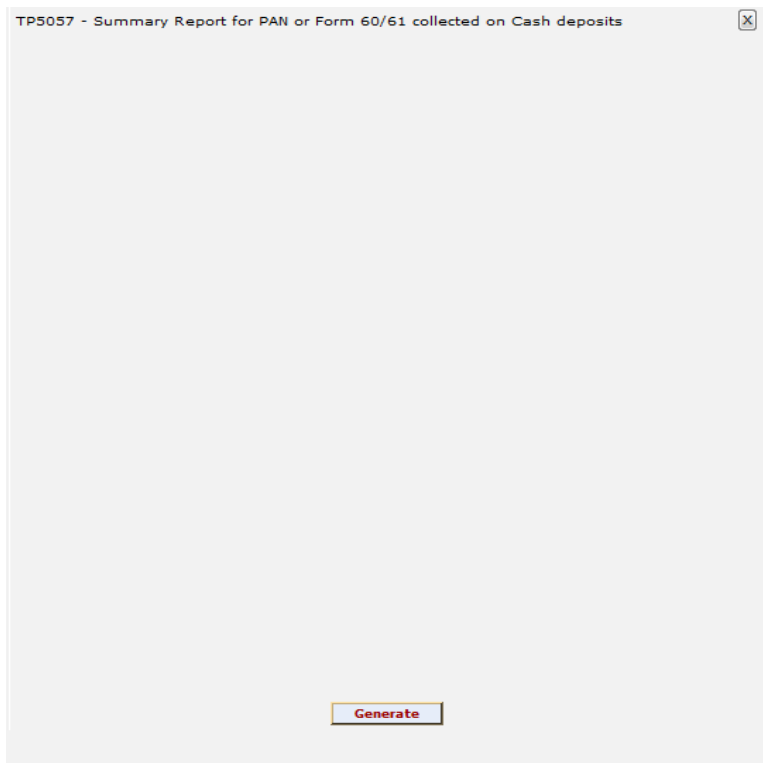 TP5057 - Summary Report for PAN or Form 60/61 collected on Cash deposits
X
Generate